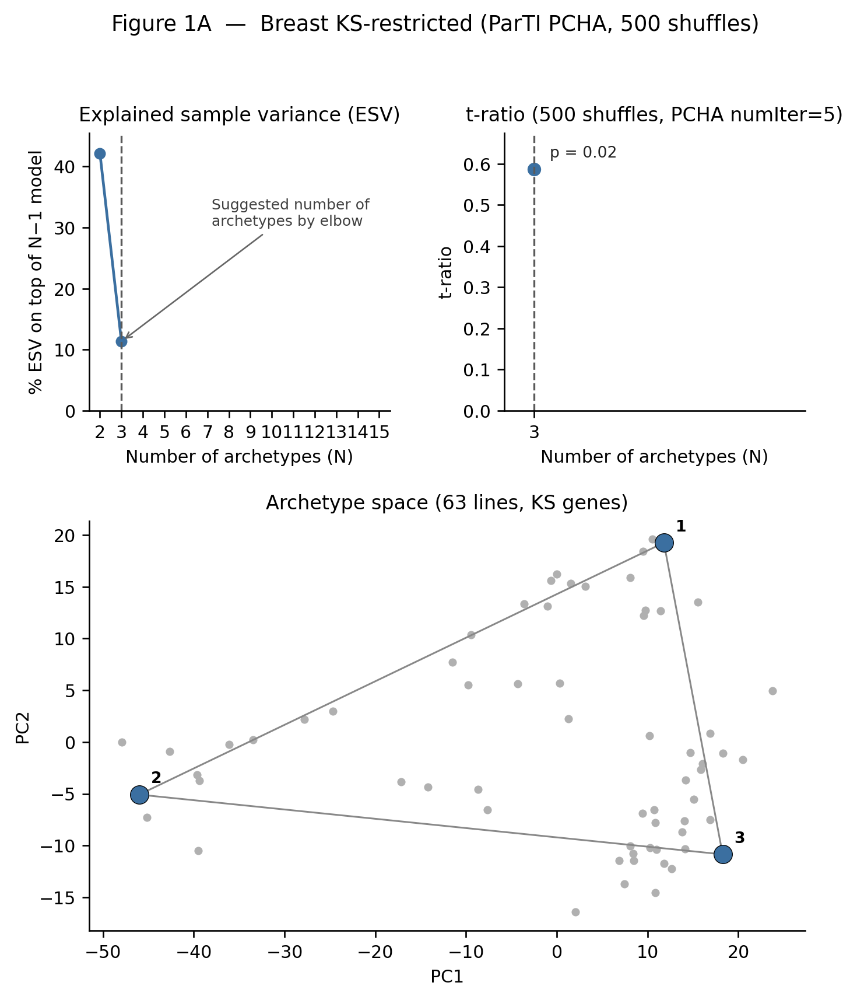 Figure 1A — Breast KS-restricted (ParTI PCHA, 500 shuffles)
Explained sample variance (ESV)
% ESV on top of N−1 model
40
30
20
10
0
Suggested number of
archetypes by elbow
2 3 4 5 6 7 8 9 10 11 12 13 14 15
Number of archetypes (N)
t-ratio (500 shuffles, PCHA numIter=5)
t-ratio
0.6
0.5
0.4
0.3
0.2
0.1
0.0
p = 0.02
3
Number of archetypes (N)
Archetype space (63 lines, KS genes)
PC2
20
15
10
5
0
−5
−10
−15
1
2
3
−50 −40 −30 −20 −10 0 10 20
PC1